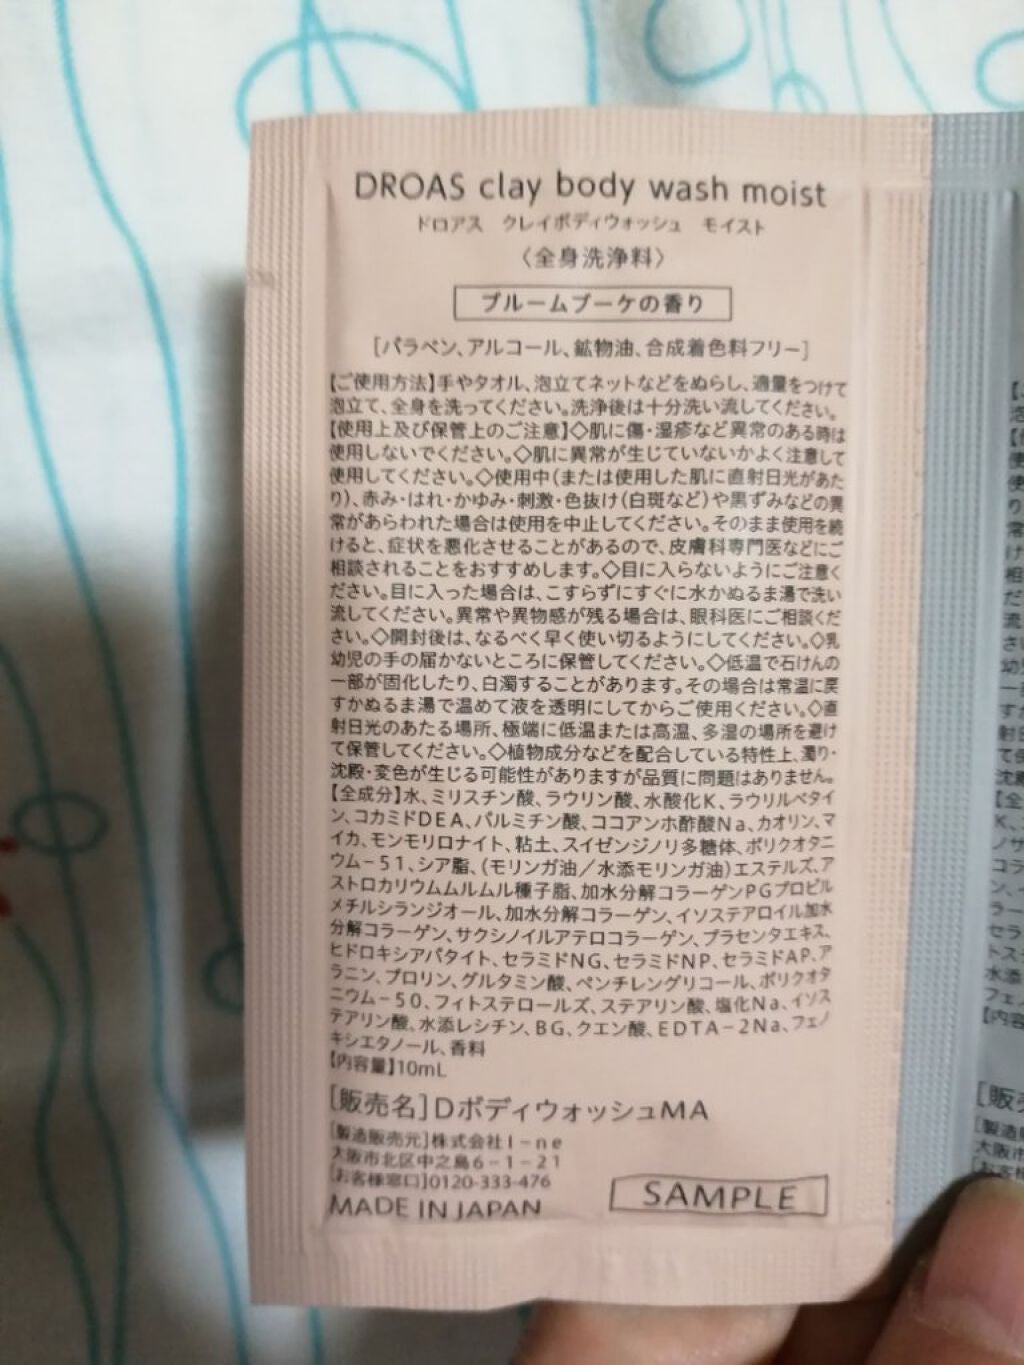 DROAS clay body wash moist
ドロアス クレイボディウォッシュ モイスト
〈全身洗浄料〉
ブルームブーケの香り
[パラベン、アルコール、鉱物油、合成着色料フリー]
【ご使用方法】手やタオル、泡立てネットなどをぬらし、適量をつけて
泡立て、全身を洗ってください。洗浄後は十分洗い流してください。
【使用上及び保管上のご注意】◇肌に傷・湿疹など異常のある時は
使用しないでください。◇肌に異常が生じていないかよく注意して
使用してください。◇使用中(または使用した肌に直射日光があた
り)、赤み・はれ・かゆみ・刺激・色抜け(白斑など)や黒ずみなどの異
常があらわれた場合は使用を中止してください。そのまま使用を続
けると、症状を悪化させることがあるので、皮膚科専門医などにご
相談されることをおすすめします。◇目に入らないようにご注意く
ださい。目に入った場合は、こすらずにすぐに水かぬるま湯で洗い
流してください。異常や異物感が残る場合は、眼科医にご相談くだ
さい。◇開封後は、なるべく早く使い切るようにしてください。◇乳
幼児の手の届かないところに保管してください。◇低温で石けんの
一部が固化したり、白濁することがあります。その場合は常温に戻
すかぬるま湯で温めて液を透明にしてからご使用ください。◇直
射日光のあたる場所、極端に低温または高温、多湿の場所を避け
て保管してください。◇植物成分などを配合している特性上、濁り・
沈殿・変色が生じる可能性がありますが品質に問題はありません。
【全成分】水、ミリスチン酸、ラウリン酸、水酸化K、ラウリルベタイ
ン、コカミドDEA、パルミチン酸、ココアンホ酢酸Na、カオリン、マ
イカ、モンモリロナイト、粘土、スイゼンジノリ多糖体、ポリクオタニ
ウム－51、シア脂、(モリンガ油／水添モリンガ油)エステルズ、ア
ストロカリウムムルムル種子脂、加水分解コラーゲンPGプロピル
メチルシランジオール、加水分解コラーゲン、イソステアロイル加水
分解コラーゲン、サクシノイルアテロコラーゲン、プラセンタエキス、
ヒドロキシアパタイト、セラミドNG、セラミドNP、セラミドAP、ア
ラニン、プロリン、グルタミン酸、ペンチレングリコール、ポリクオタ
ニウム－50、フィトステロールズ、ステアリン酸、塩化Na、イソス
テアリン酸、水添レシチン、BG、クエン酸、EDTA－2Na、フェノ
キシエタノール、香料
【内容量】10mL
[販売名]DボディウォッシュMA
[製造販売元]株式会社I－ne
大阪市北区中之島6－1－21
[お客様窓口]0120-333-476
MADE IN JAPAN
SAMPLE